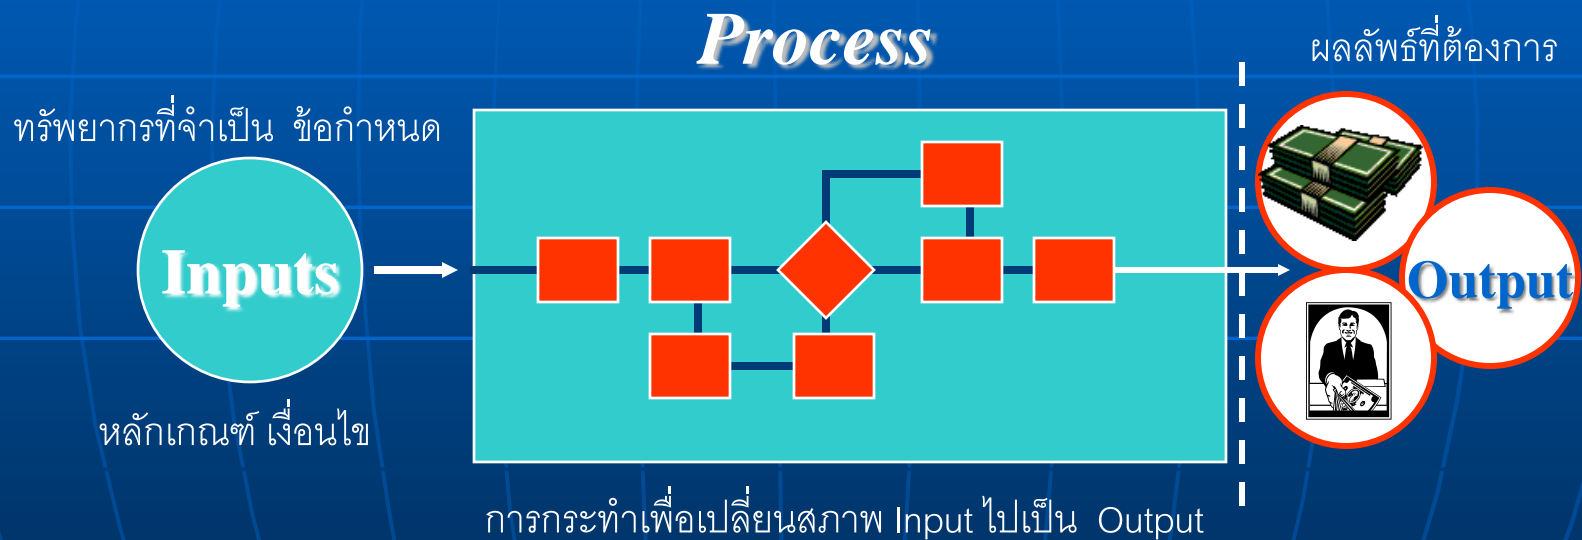 Process
ผลลัพธ์ที่ต้องการ
ทรัพยากรที่จำเป็น ข้อกำหนด
Inputs
Output
หลักเกณฑ์ เงื่อนไข
การกระทำเพื่อเปลี่ยนสภาพ Input ไปเป็น Output